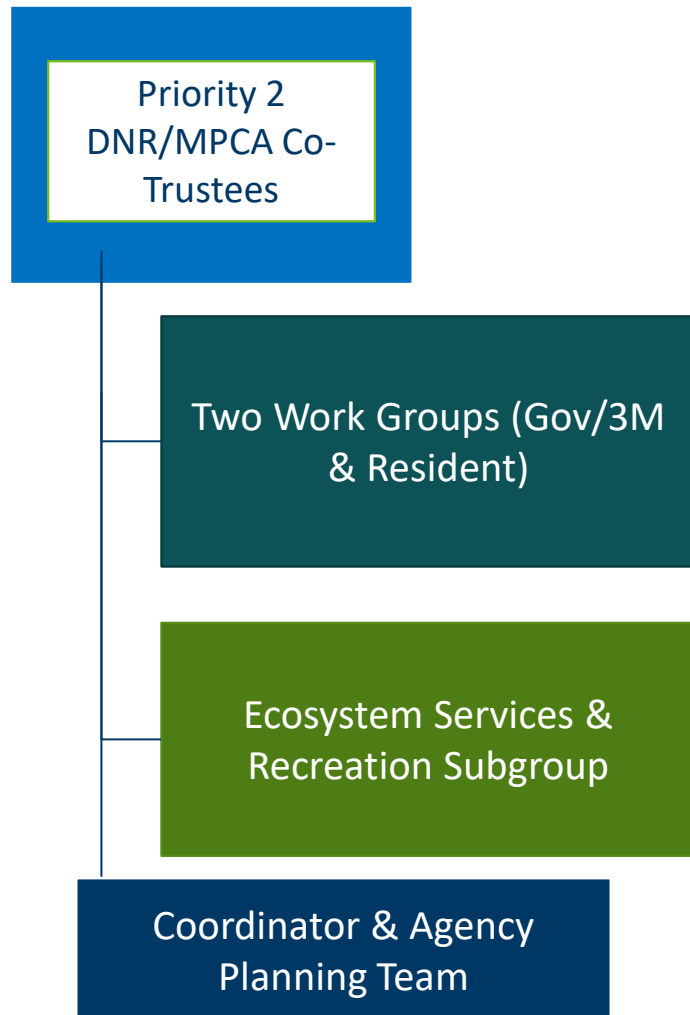 Priority 2
DNR/MPCA Co-
Trustees
Two Work Groups (Gov/3M
& Resident)
Ecosystem Services &
Recreation Subgroup
Coordinator & Agency
Planning Team